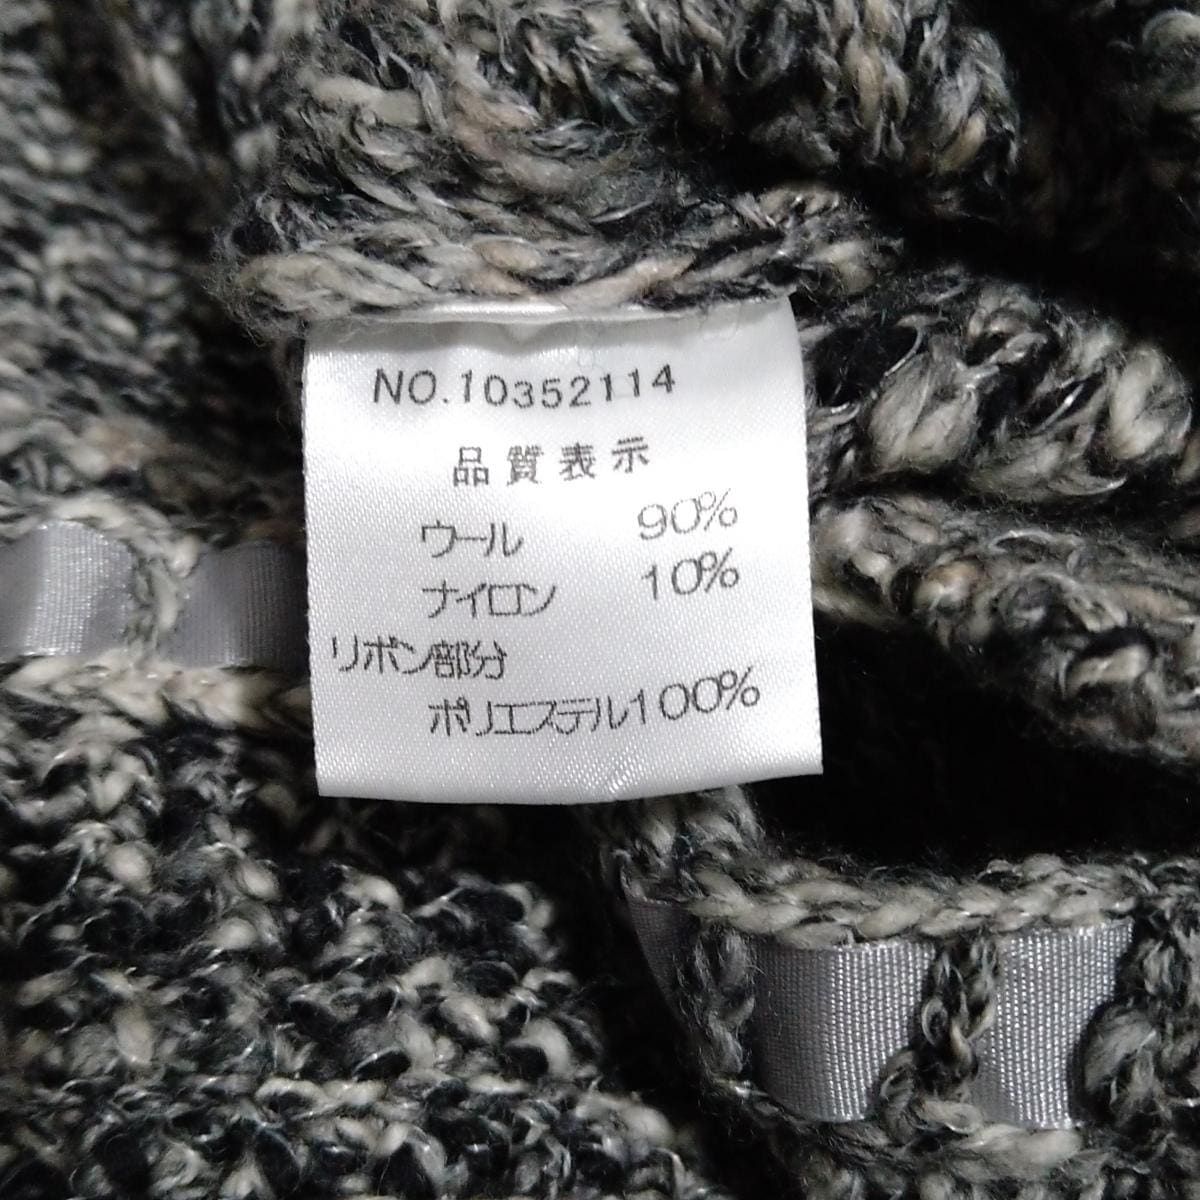 NO.10352114
品質表示
ウール 90%
ナイロン 10%
リボン部分
ポリエステル100%